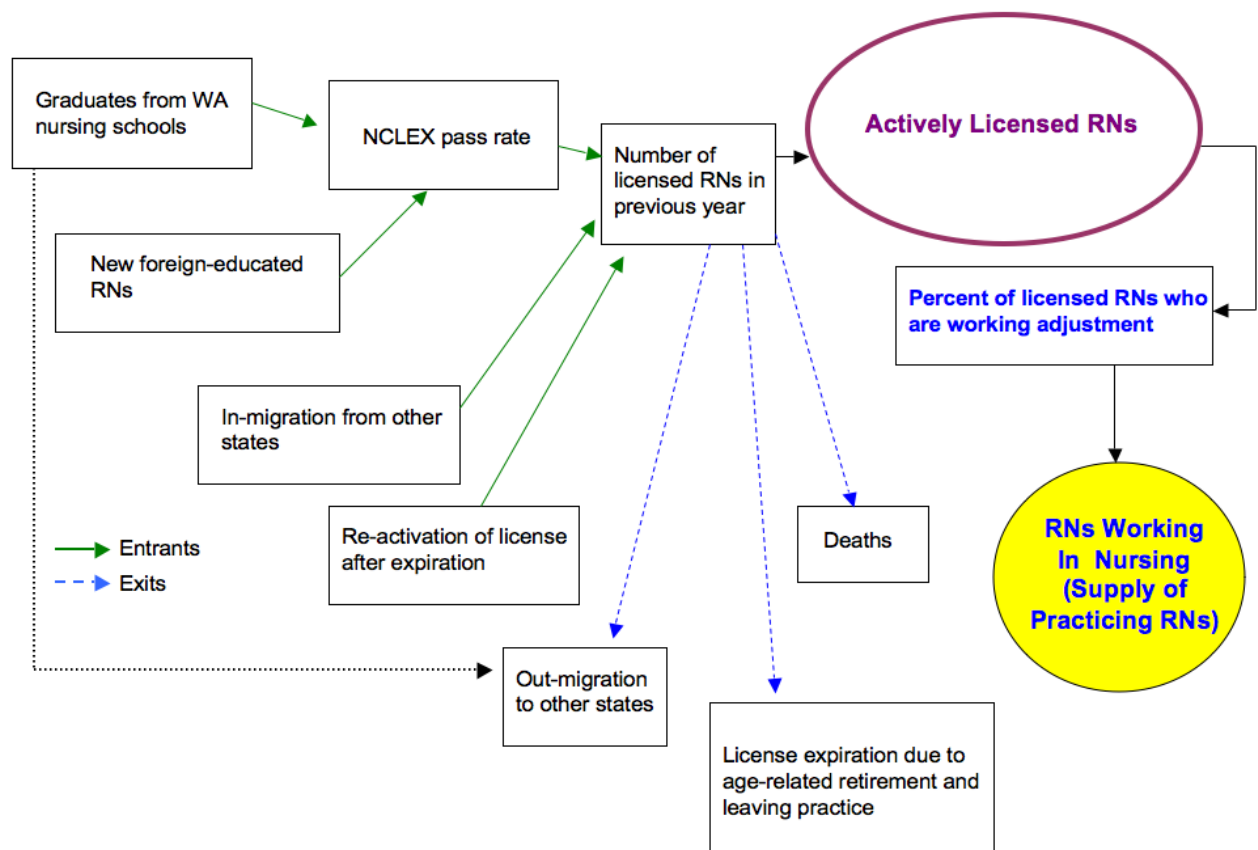 Graduates from WA
nursing schools
NCLEX pass rate
Number of
licensed RNs in
previous year
Actively Licensed RNs
New foreign-educated
RNs
Percent of licensed RNs who
are working adjustment
In-migration from other
states
Re-activation of license
after expiration
Deaths
RNs Working
In Nursing
(Supply of
Practicing RNs)
Entrants
Exits
Out-migration
to other states
License expiration due to
age-related retirement and
leaving practice